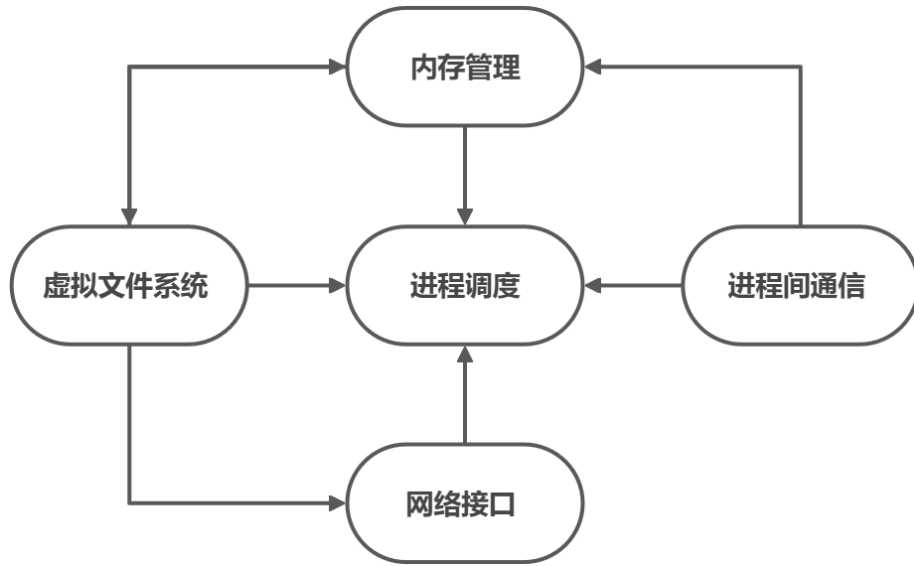 内存管理
虚拟文件系统
进程调度
进程间通信
网络接口